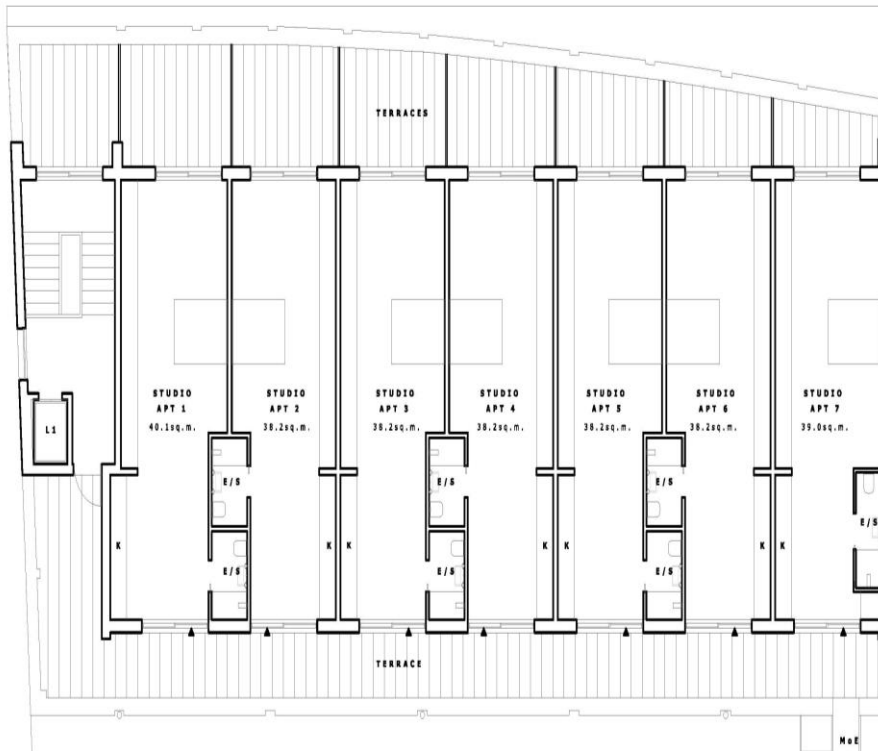 TERRACES
STUDIO
APT 1
40.1sq.m.
STUDIO
APT 2
38.2sq.m.
STUDIO
APT 3
38.2sq.m.
STUDIO
APT 4
38.2sq.m.
STUDIO
APT 5
38.2sq.m.
STUDIO
APT 6
38.2sq.m.
STUDIO
APT 7
39.0sq.m.
L1
E/S
E/S
E/S
E/S
K
K
K
K
K
K
K
E/S
E/S
E/S
TERRACE
MoE